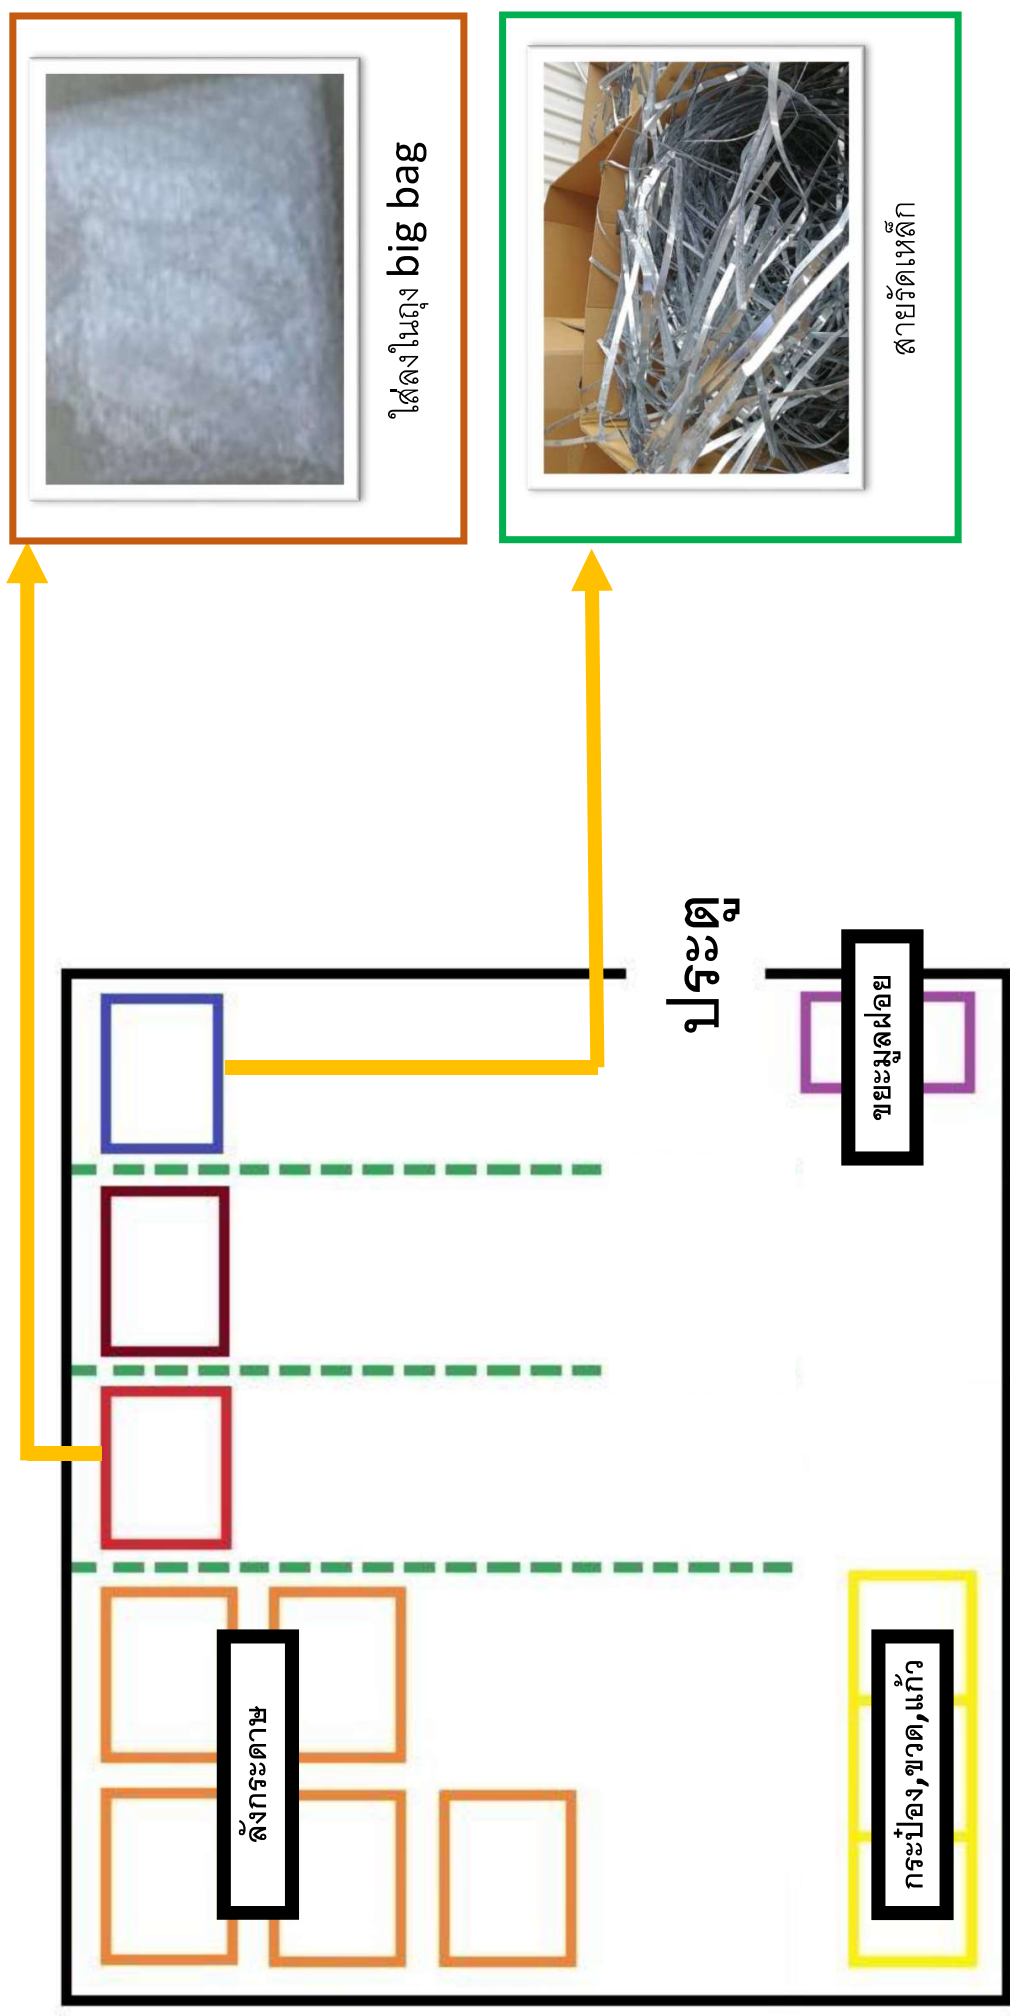 ใส่ลงในถุง big bag
สายรัดเหล็ก
ประตู
ขยะมูลฝอย
ลังกระดาษ
กระป๋อง,ขวด,แก้ว